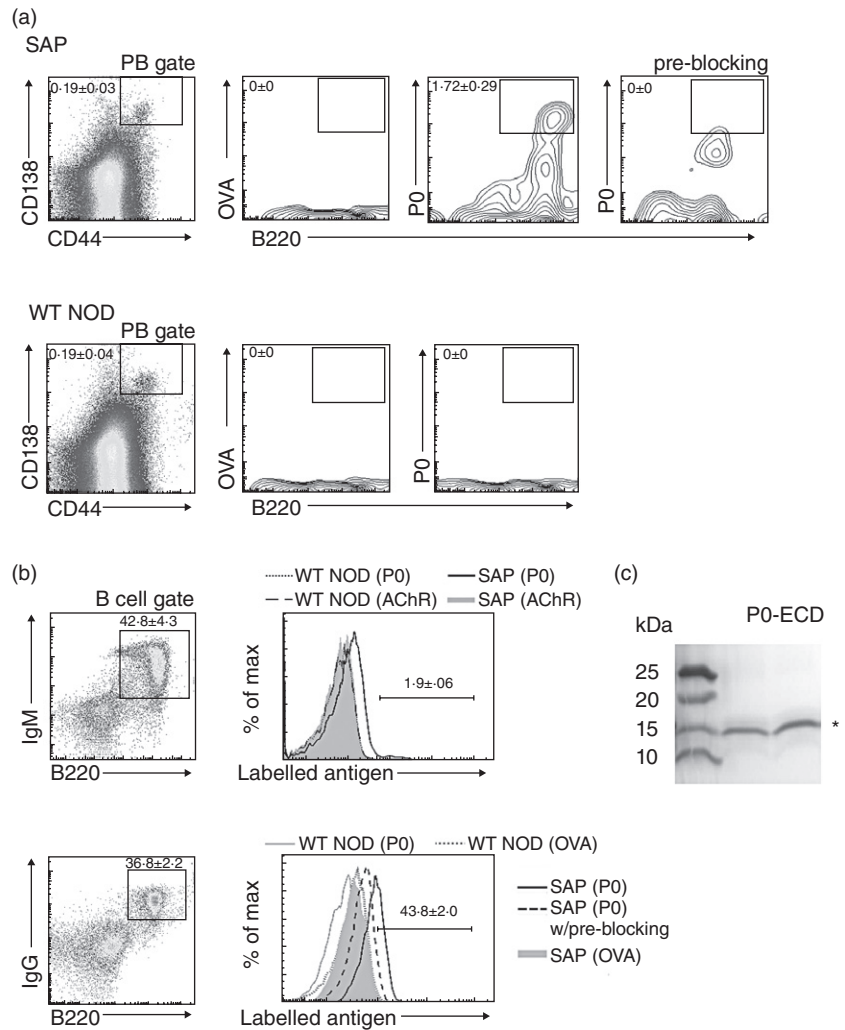 (a)
SAP
PB gate
pre-blocking
0·19±0·03
0±0
1·72±0·29
0±0
CD138
OVA
P0
P0
CD44
B220
WT NOD
PB gate
0·19±0·04
0±0
0±0
CD138
OVA
P0
CD44
B220
(b)
B cell gate
42·8±4·3
IgM
B220
WT NOD (P0)
SAP (P0)
WT NOD (AChR)
SAP (AChR)
1·9±·06
% of max
Labelled antigen
(c)
P0-ECD
kDa
25
20
15
10
*
36·8±2·2
IgG
B220
WT NOD (P0)
WT NOD (OVA)
43·8±2·0
% of max
Labelled antigen
SAP (P0)
SAP (P0)
w/pre-blocking
SAP (OVA)